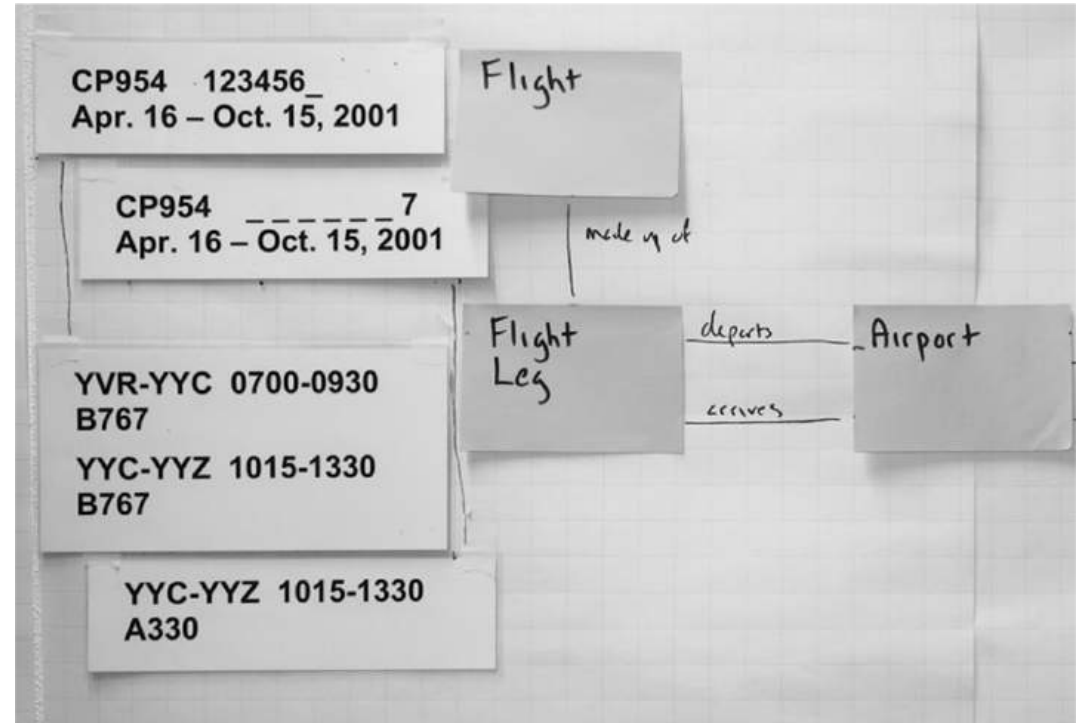 CP954 123456_
Apr. 16 – Oct. 15, 2001
Flight
CP954 _ _ _ _ _ _ 7
Apr. 16 – Oct. 15, 2001
made up of
Flight
Leg
departs
Airport
arrives
YVR-YYC 0700-0930
B767
YYC-YYZ 1015-1330
B767
YYC-YYZ 1015-1330
A330